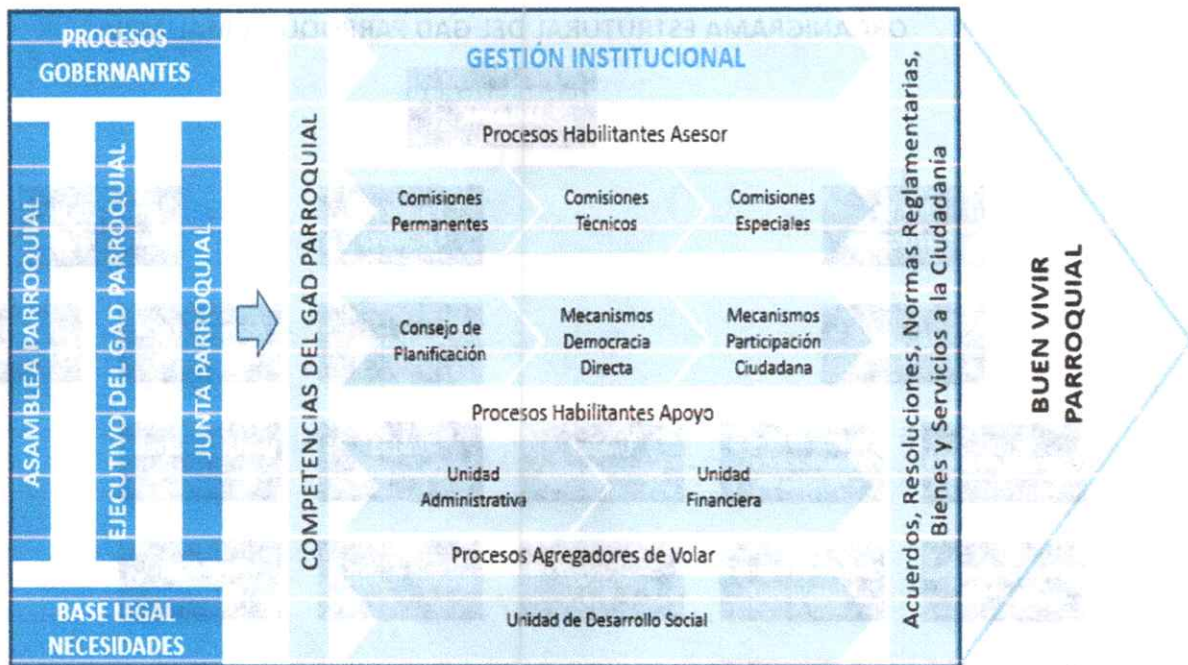 PROCESOS
GOBERNANTES
ASAMBLEA PARROQUIAL
EJECUTIVO DEL GAD PARROQUIAL
JUNTA PARROQUIAL
BASE LEGAL
NECESIDADES
COMPETENCIAS DEL GAD PARROQUIAL
GESTIÓN INSTITUCIONAL
Procesos Habilitantes Asesor
Comisiones
Permanentes
Comisiones
Técnicos
Comisiones
Especiales
Consejo de
Planificación
Mecanismos
Democracia
Directa
Mecanismos
Participación
Ciudadana
Procesos Habilitantes Apoyo
Unidad
Administrativa
Unidad
Financiera
Procesos Agregadores de Volar
Unidad de Desarrollo Social
Acuerdos, Resoluciones, Normas Reglamentarias,
Bienes y Servicios a la Ciudadanía
BUEN VIVIR
PARROQUIAL